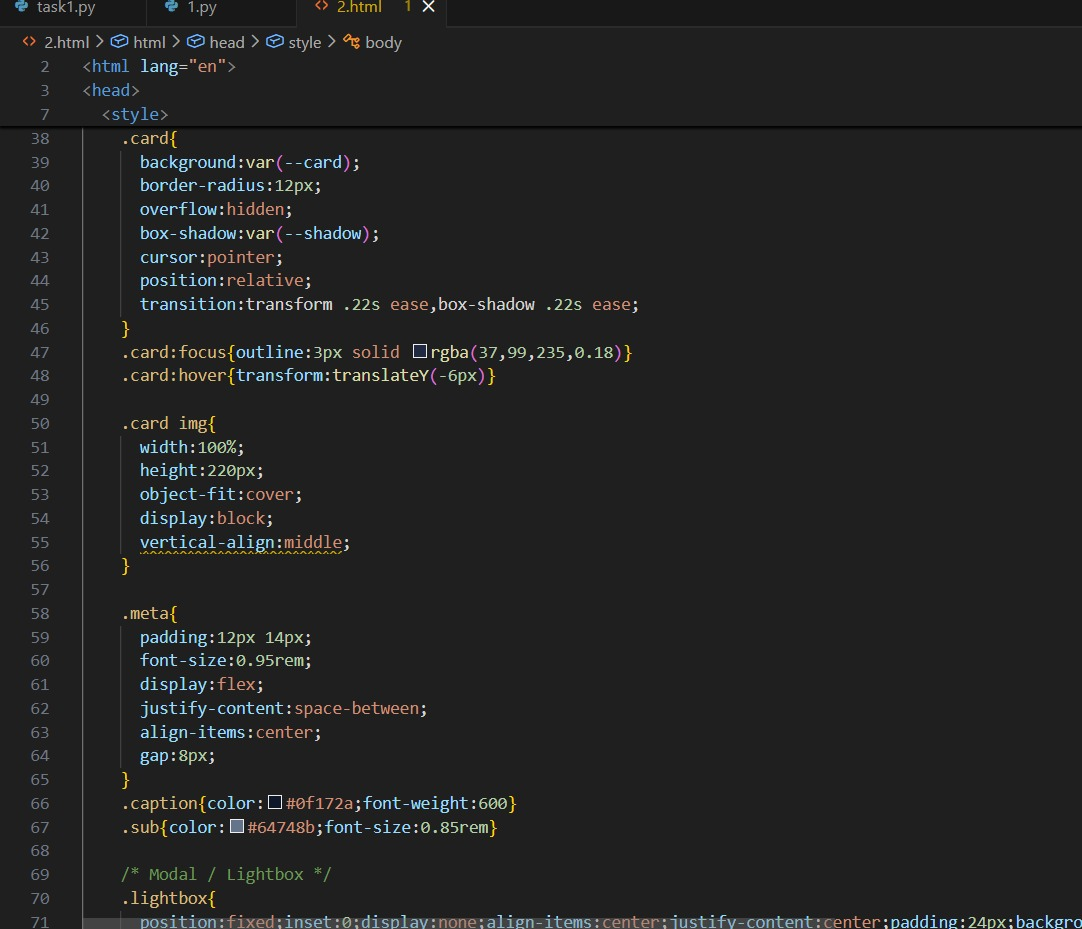 task1.py 1.py 2.html 1
2.html > html > head > style > body
2 <html lang="en">
3 <head>
7 <style>
38 .card{
39 background:var(--card);
40 border-radius:12px;
41 overflow:hidden;
42 box-shadow:var(--shadow);
43 cursor:pointer;
44 position:relative;
45 transition:transform .22s ease,box-shadow .22s ease;
46 }
47 .card:focus{outline:3px solid rgba(37,99,235,0.18)}
48 .card:hover{transform:translateY(-6px)}
49
50 .card img{
51 width:100%;
52 height:220px;
53 object-fit:cover;
54 display:block;
55 vertical-align:middle;
56 }
57
58 .meta{
59 padding:12px 14px;
60 font-size:0.95rem;
61 display:flex;
62 justify-content:space-between;
63 align-items:center;
64 gap:8px;
65 }
66 .caption{color:#0f172a;font-weight:600}
67 .sub{color:#64748b;font-size:0.85rem}
68
69 /* Modal / Lightbox */
70 .lightbox{
71 position:fixed;inset:0;display:none;align-items:center;justify-content:center;padding:24px;backgro